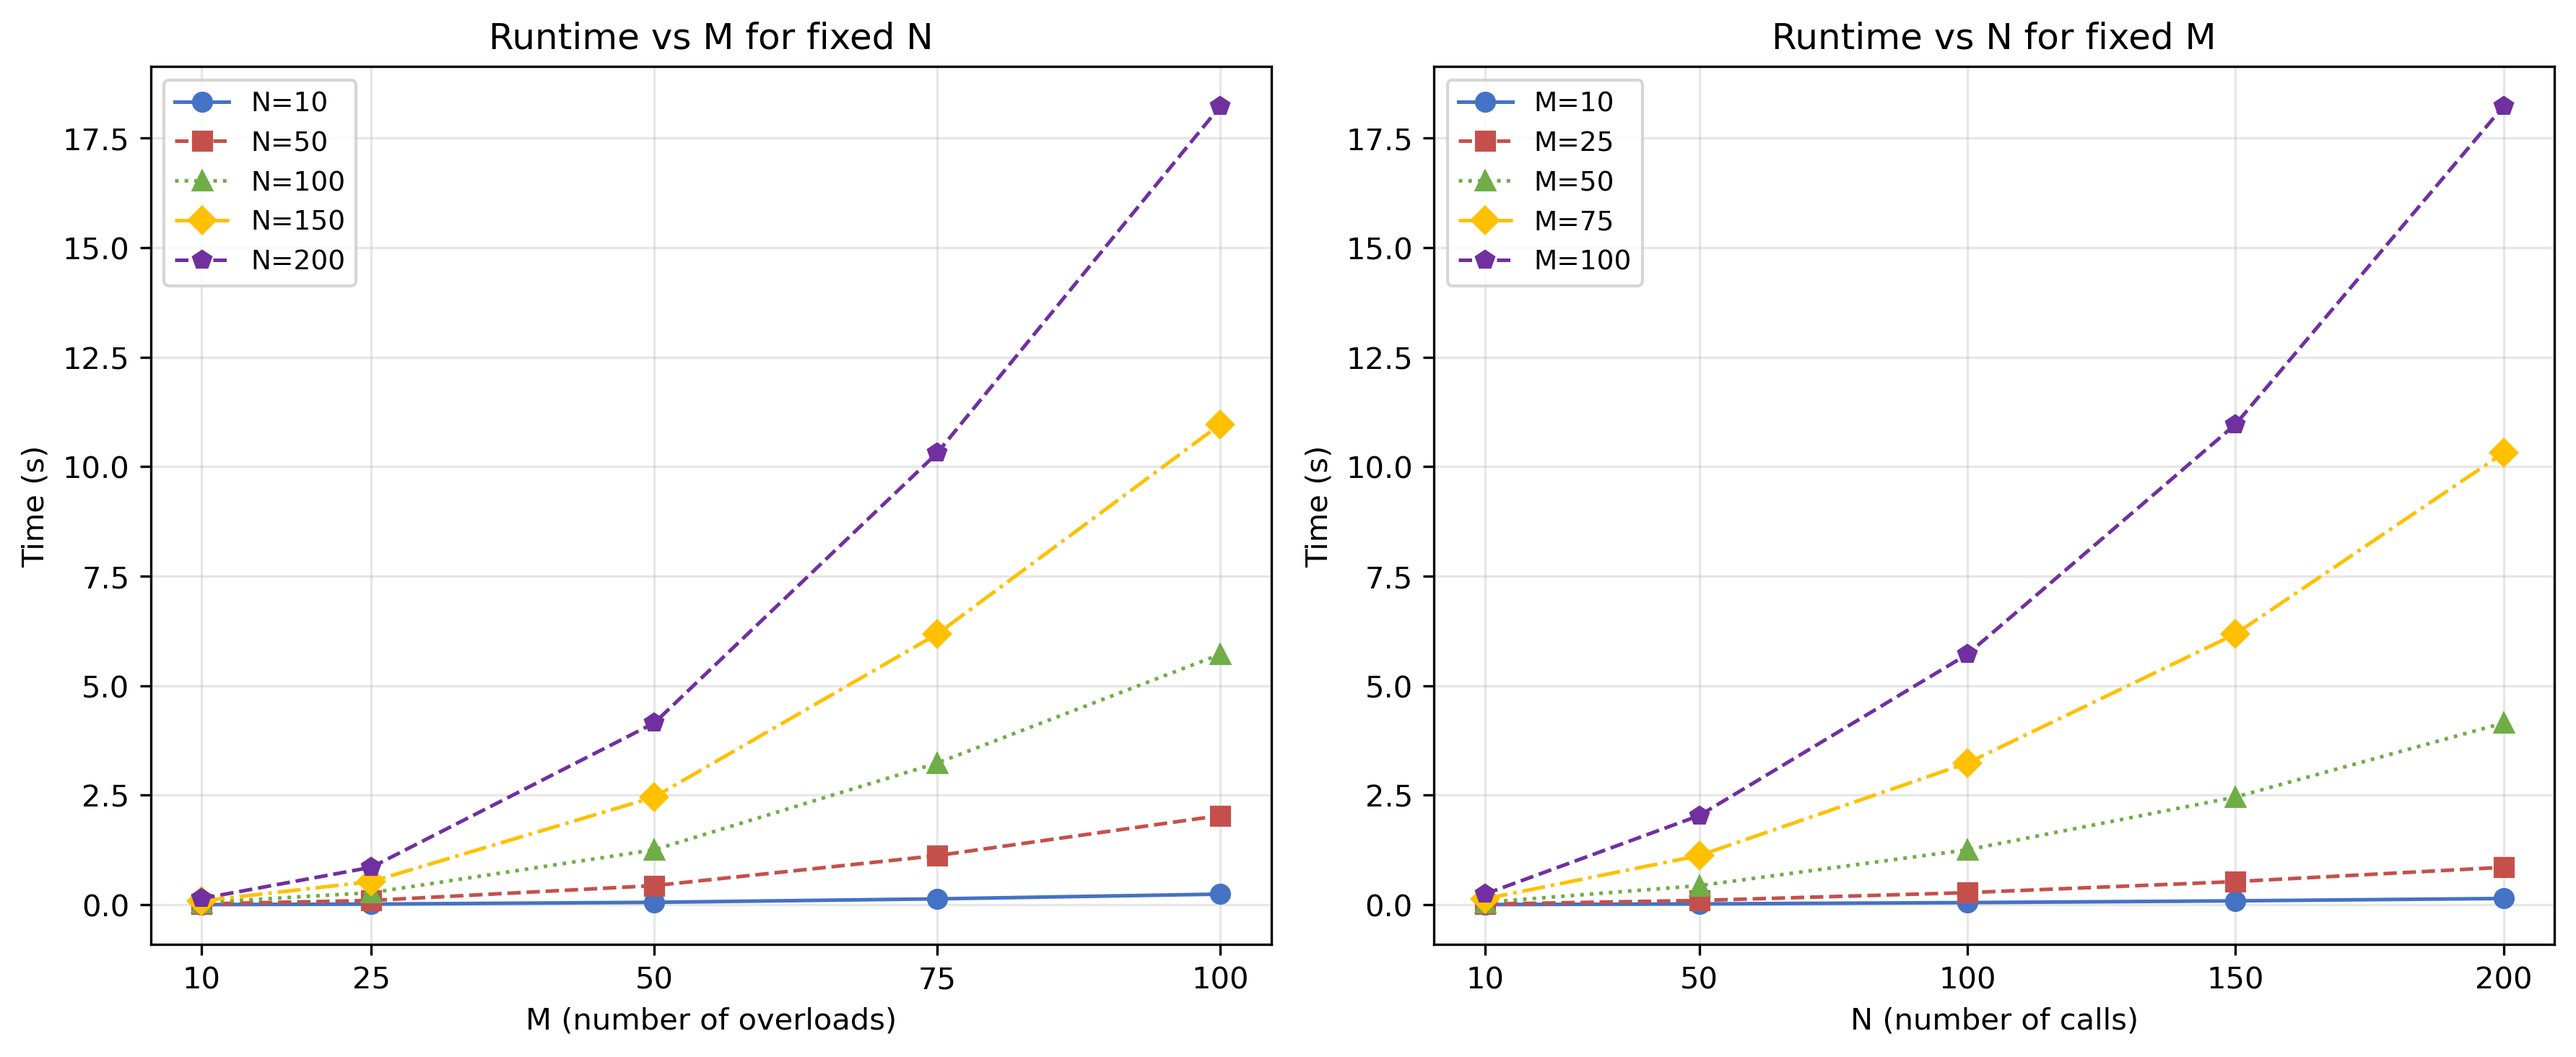 Runtime vs M for fixed N
N=10
N=50
N=100
N=150
N=200
17.5
15.0
12.5
10.0
7.5
5.0
2.5
0.0
Time (s)
10 25 50 75 100
M (number of overloads)
Runtime vs N for fixed M
M=10
M=25
M=50
M=75
M=100
17.5
15.0
12.5
10.0
7.5
5.0
2.5
0.0
Time (s)
10 50 100 150 200
N (number of calls)